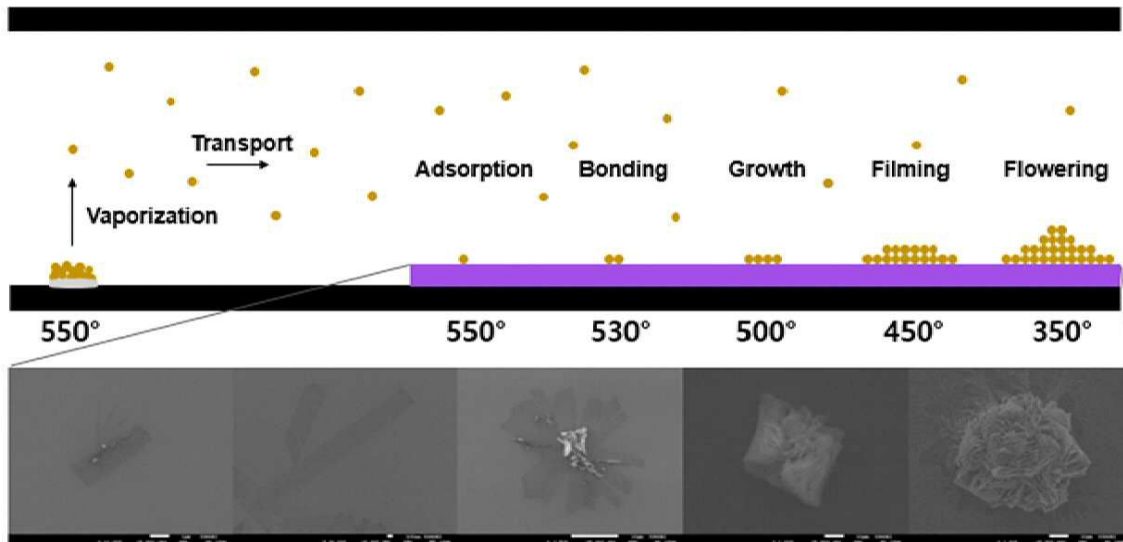 Transport
Adsorption Bonding Growth Filming Flowering
Vaporization
550° 550° 530° 500° 450° 350°